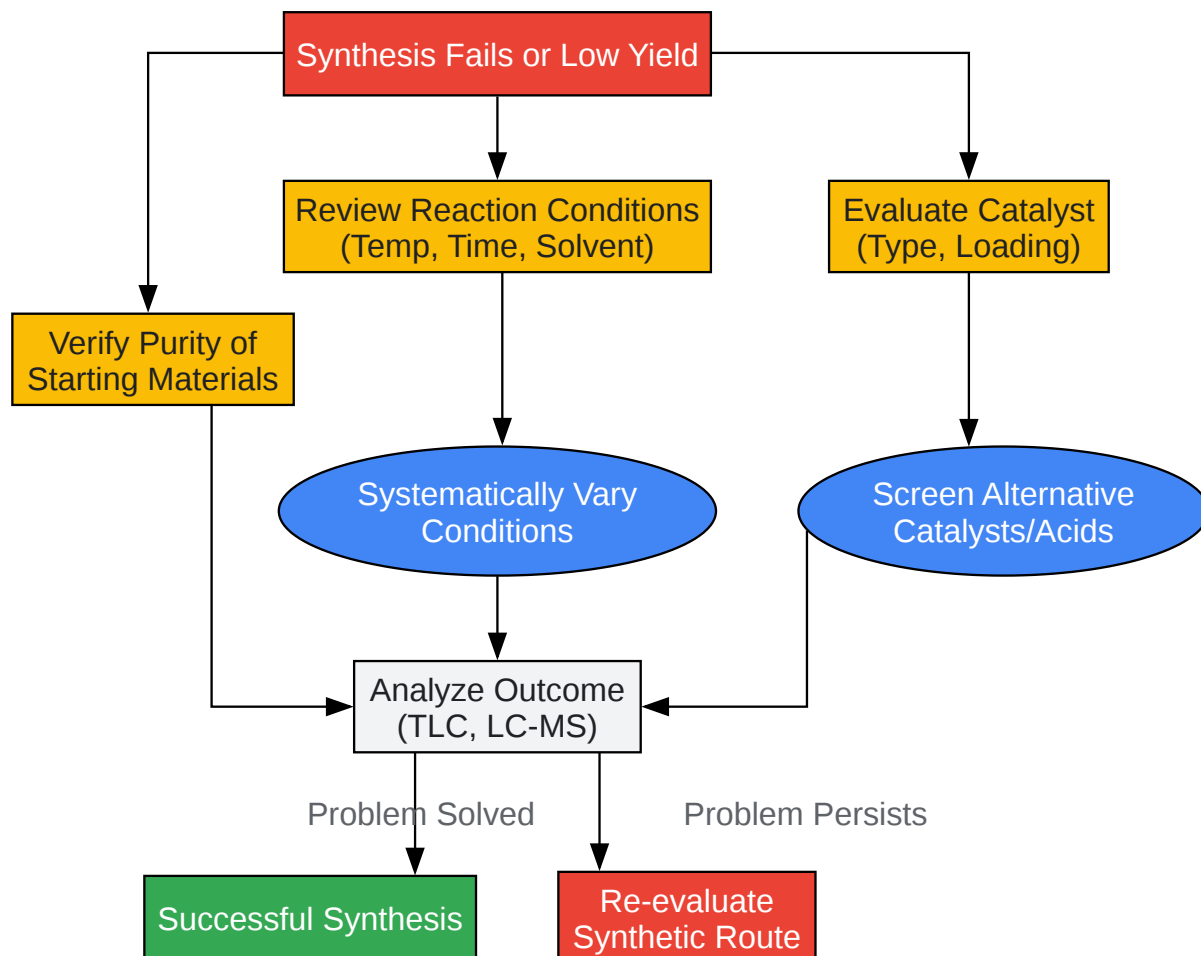 Synthesis Fails or Low Yield
Review Reaction Conditions
(Temp, Time, Solvent)
Evaluate Catalyst
(Type, Loading)
Verify Purity of
Starting Materials
Systematically Vary
Conditions
Screen Alternative
Catalysts/Acids
Analyze Outcome
(TLC, LC-MS)
Problem Solved
Problem Persists
Successful Synthesis
Re-evaluate
Synthetic Route